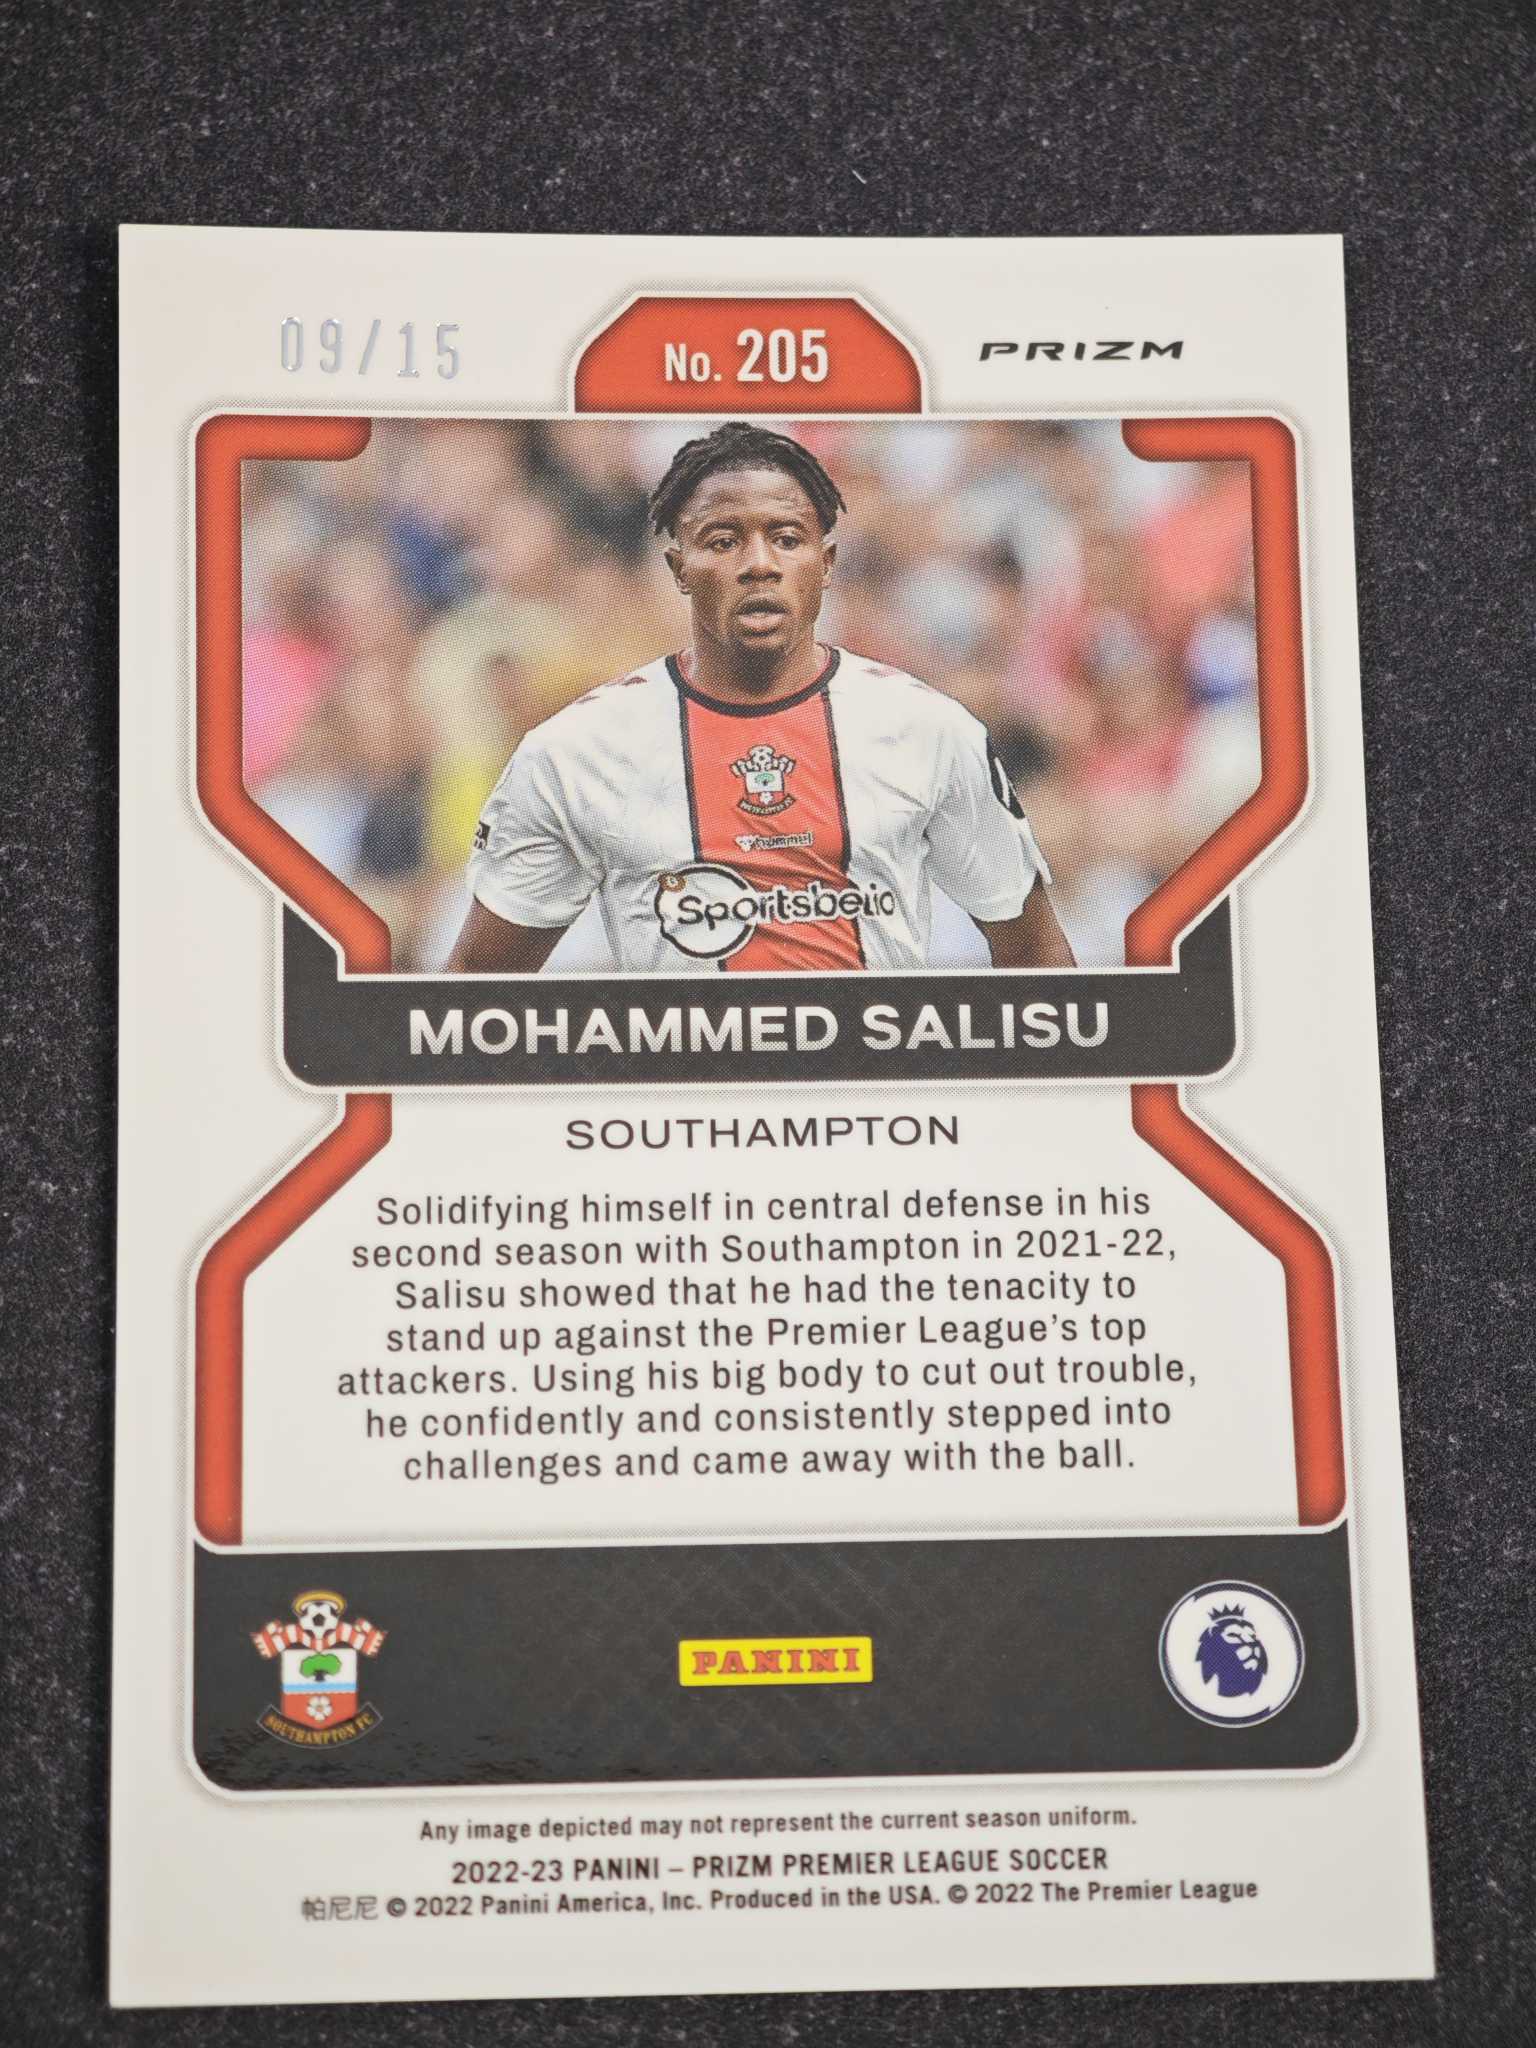 09/15
No. 205
PRIZM
SOUTHAMPTON FC
hummel
MOHAMMED SALISU
SOUTHAMPTON
Solidifying himself in central defense in his
second season with Southampton in 2021-22,
Salisu showed that he had the tenacity to
stand up against the Premier League's top
attackers. Using his big body to cut out trouble,
he confidently and consistently stepped into
challenges and came away with the ball.
SOUTHAMPTON FC
PANINI
Any image depicted may not represent the current season uniform.
2022-23 PANINI – PRIZM PREMIER LEAGUE SOCCER
帕尼尼 © 2022 Panini America, Inc. Produced in the USA. © 2022 The Premier League